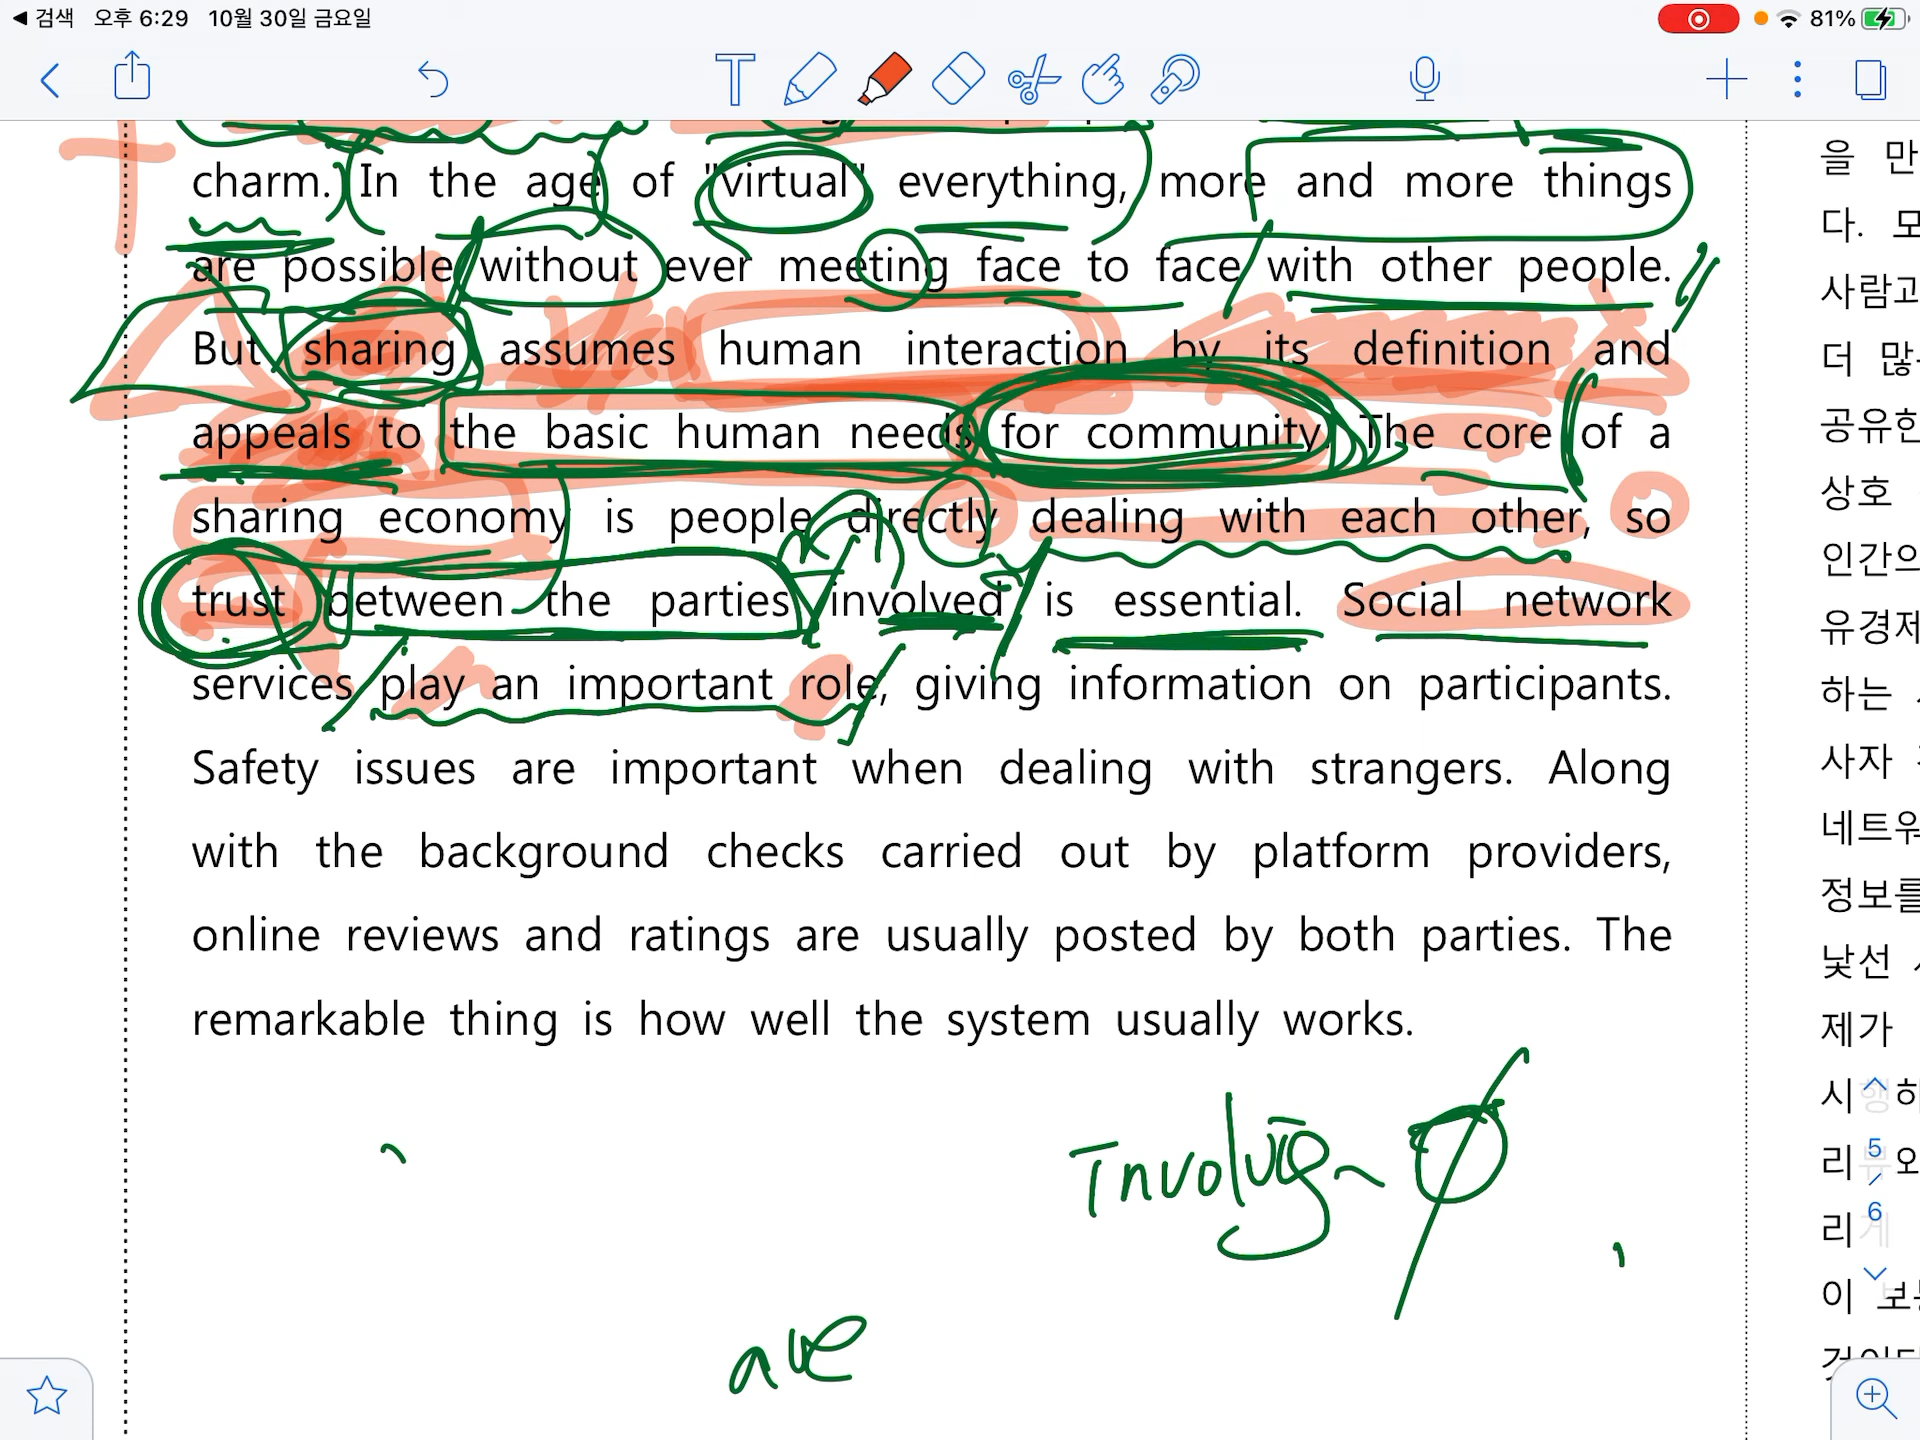 검색 오후 6:29 10월 30일 금요일 81%
charm. In the age of "virtual" everything, more and more things
are possible without ever meeting face to face with other people.
But sharing assumes human interaction by its definition and
appeals to the basic human needs for community. The core of a
sharing economy is people directly dealing with each other, so
trust between the parties involved is essential. Social network
services play an important role, giving information on participants.
Safety issues are important when dealing with strangers. Along
with the background checks carried out by platform providers,
online reviews and ratings are usually posted by both parties. The
remarkable thing is how well the system usually works.
을 만
다. 모
사람과
더 많
공유한
상호
인간의
유경제
하는
사자
네트워
정보를
낯선
제가
시행하
리뷰와
리게
이 보
5
6
Involving
are